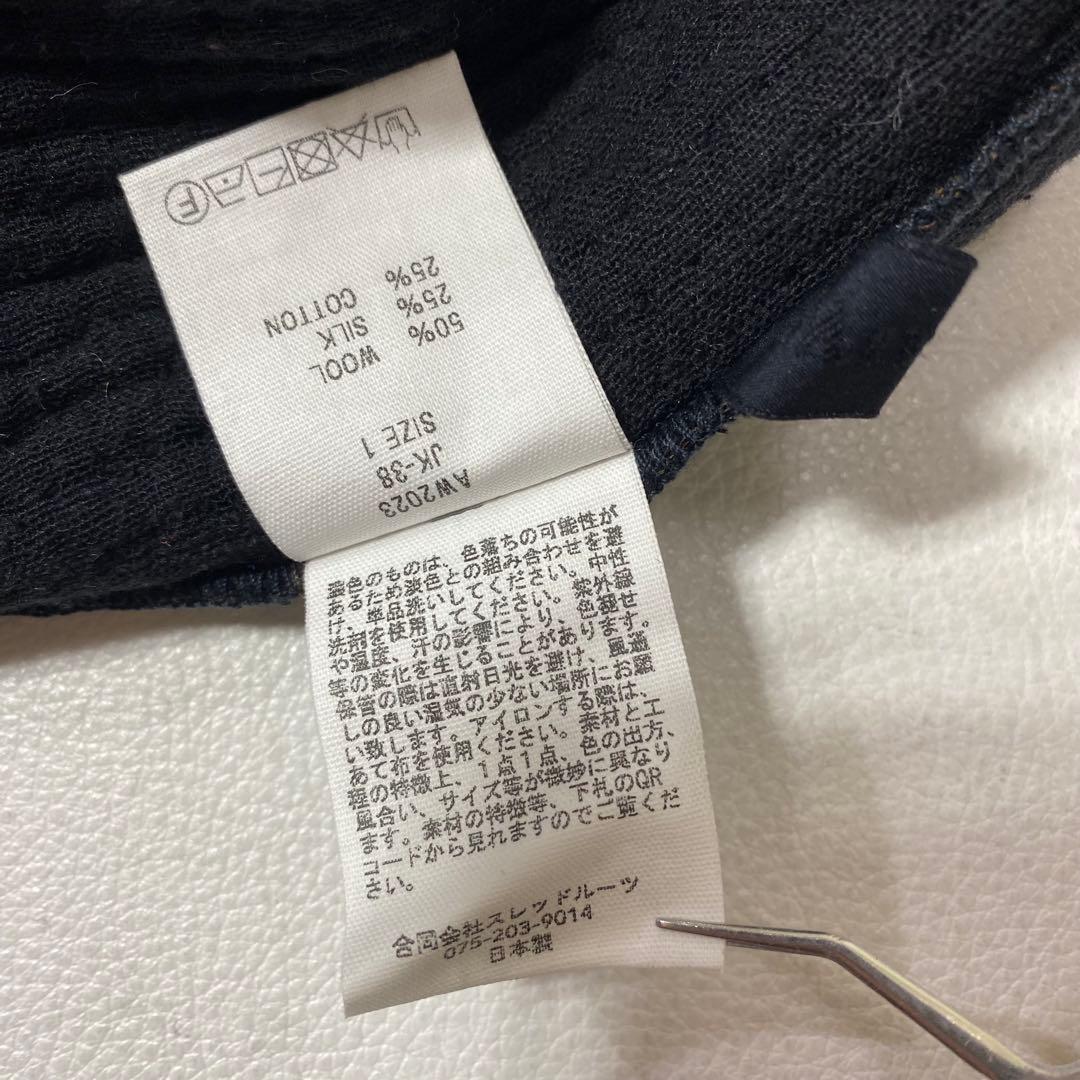 AW2023
JK-38
SIZE 1
WOOL 50%
SILK 25%
COTTON 25%
F
染色のものは、色落ちの可能性が
あるため淡色の組み合わせを避
け単品洗いしてください。中性
洗剤を使用してください。紫外線
や温度、汗の影響により色褪せ
等の変化を生じることがあります。
保管の際は直射日光を避け、風通
しの良い湿気の少ない場所にお願
い致します。アイロンする際は、
あて布を使用ください。素材と工
程の特徴上、1点1点、色の出方、
風合い、サイズ等が微妙に異なり
ます。素材の特徴等、下札のQR
コードから見れますのでご覧くだ
さい。
合同会社スレッドルーツ
075-203-9014
日本製